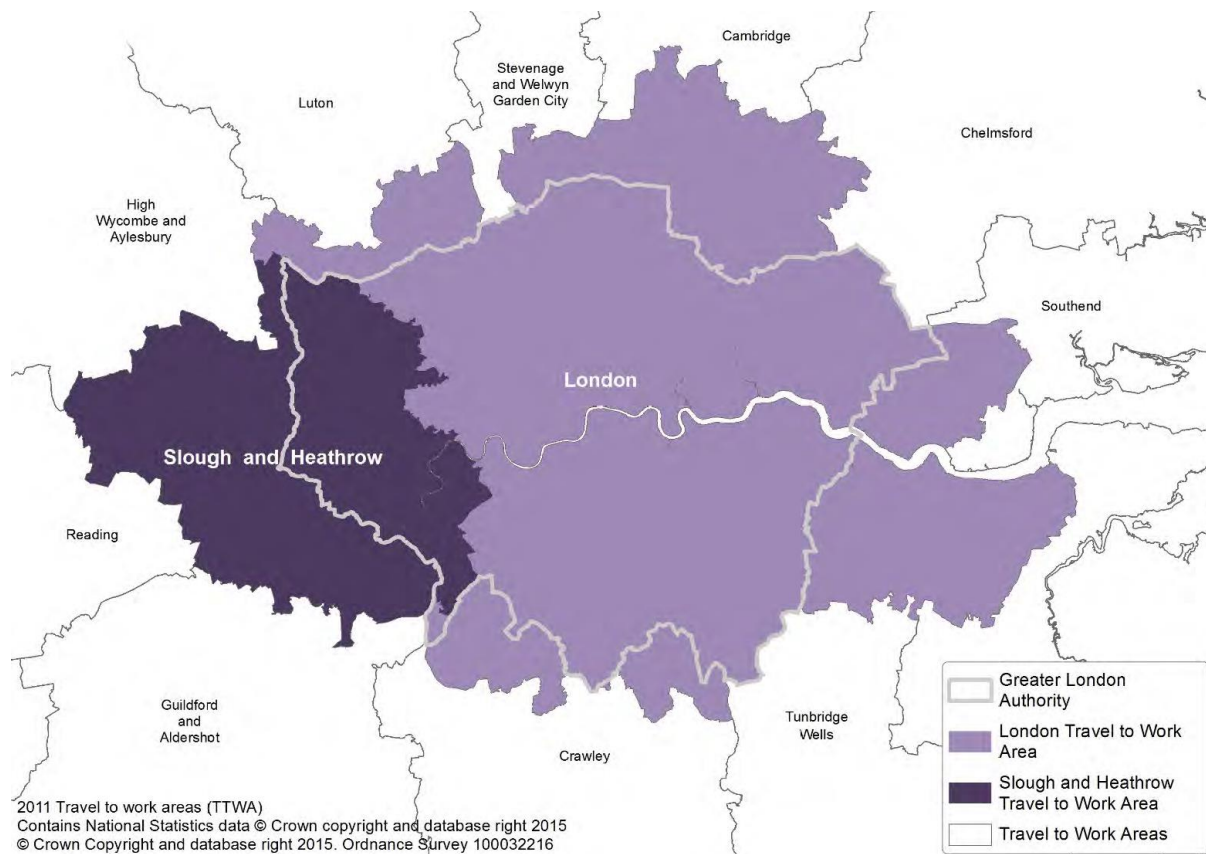 Cambridge
Stevenage
and Welwyn
Garden City
Luton
Chelmsford
High
Wycombe and
Aylesbury
Southend
London
Slough and Heathrow
Reading
Guildford
and
Aldershot
Crawley
Tunbridge
Wells
Greater London
Authority
London Travel to Work
Area
Slough and Heathrow
Travel to Work Area
Travel to Work Areas
2011 Travel to work areas (TTWA)
Contains National Statistics data © Crown copyright and database right 2015
© Crown Copyright and database right 2015. Ordnance Survey 100032216